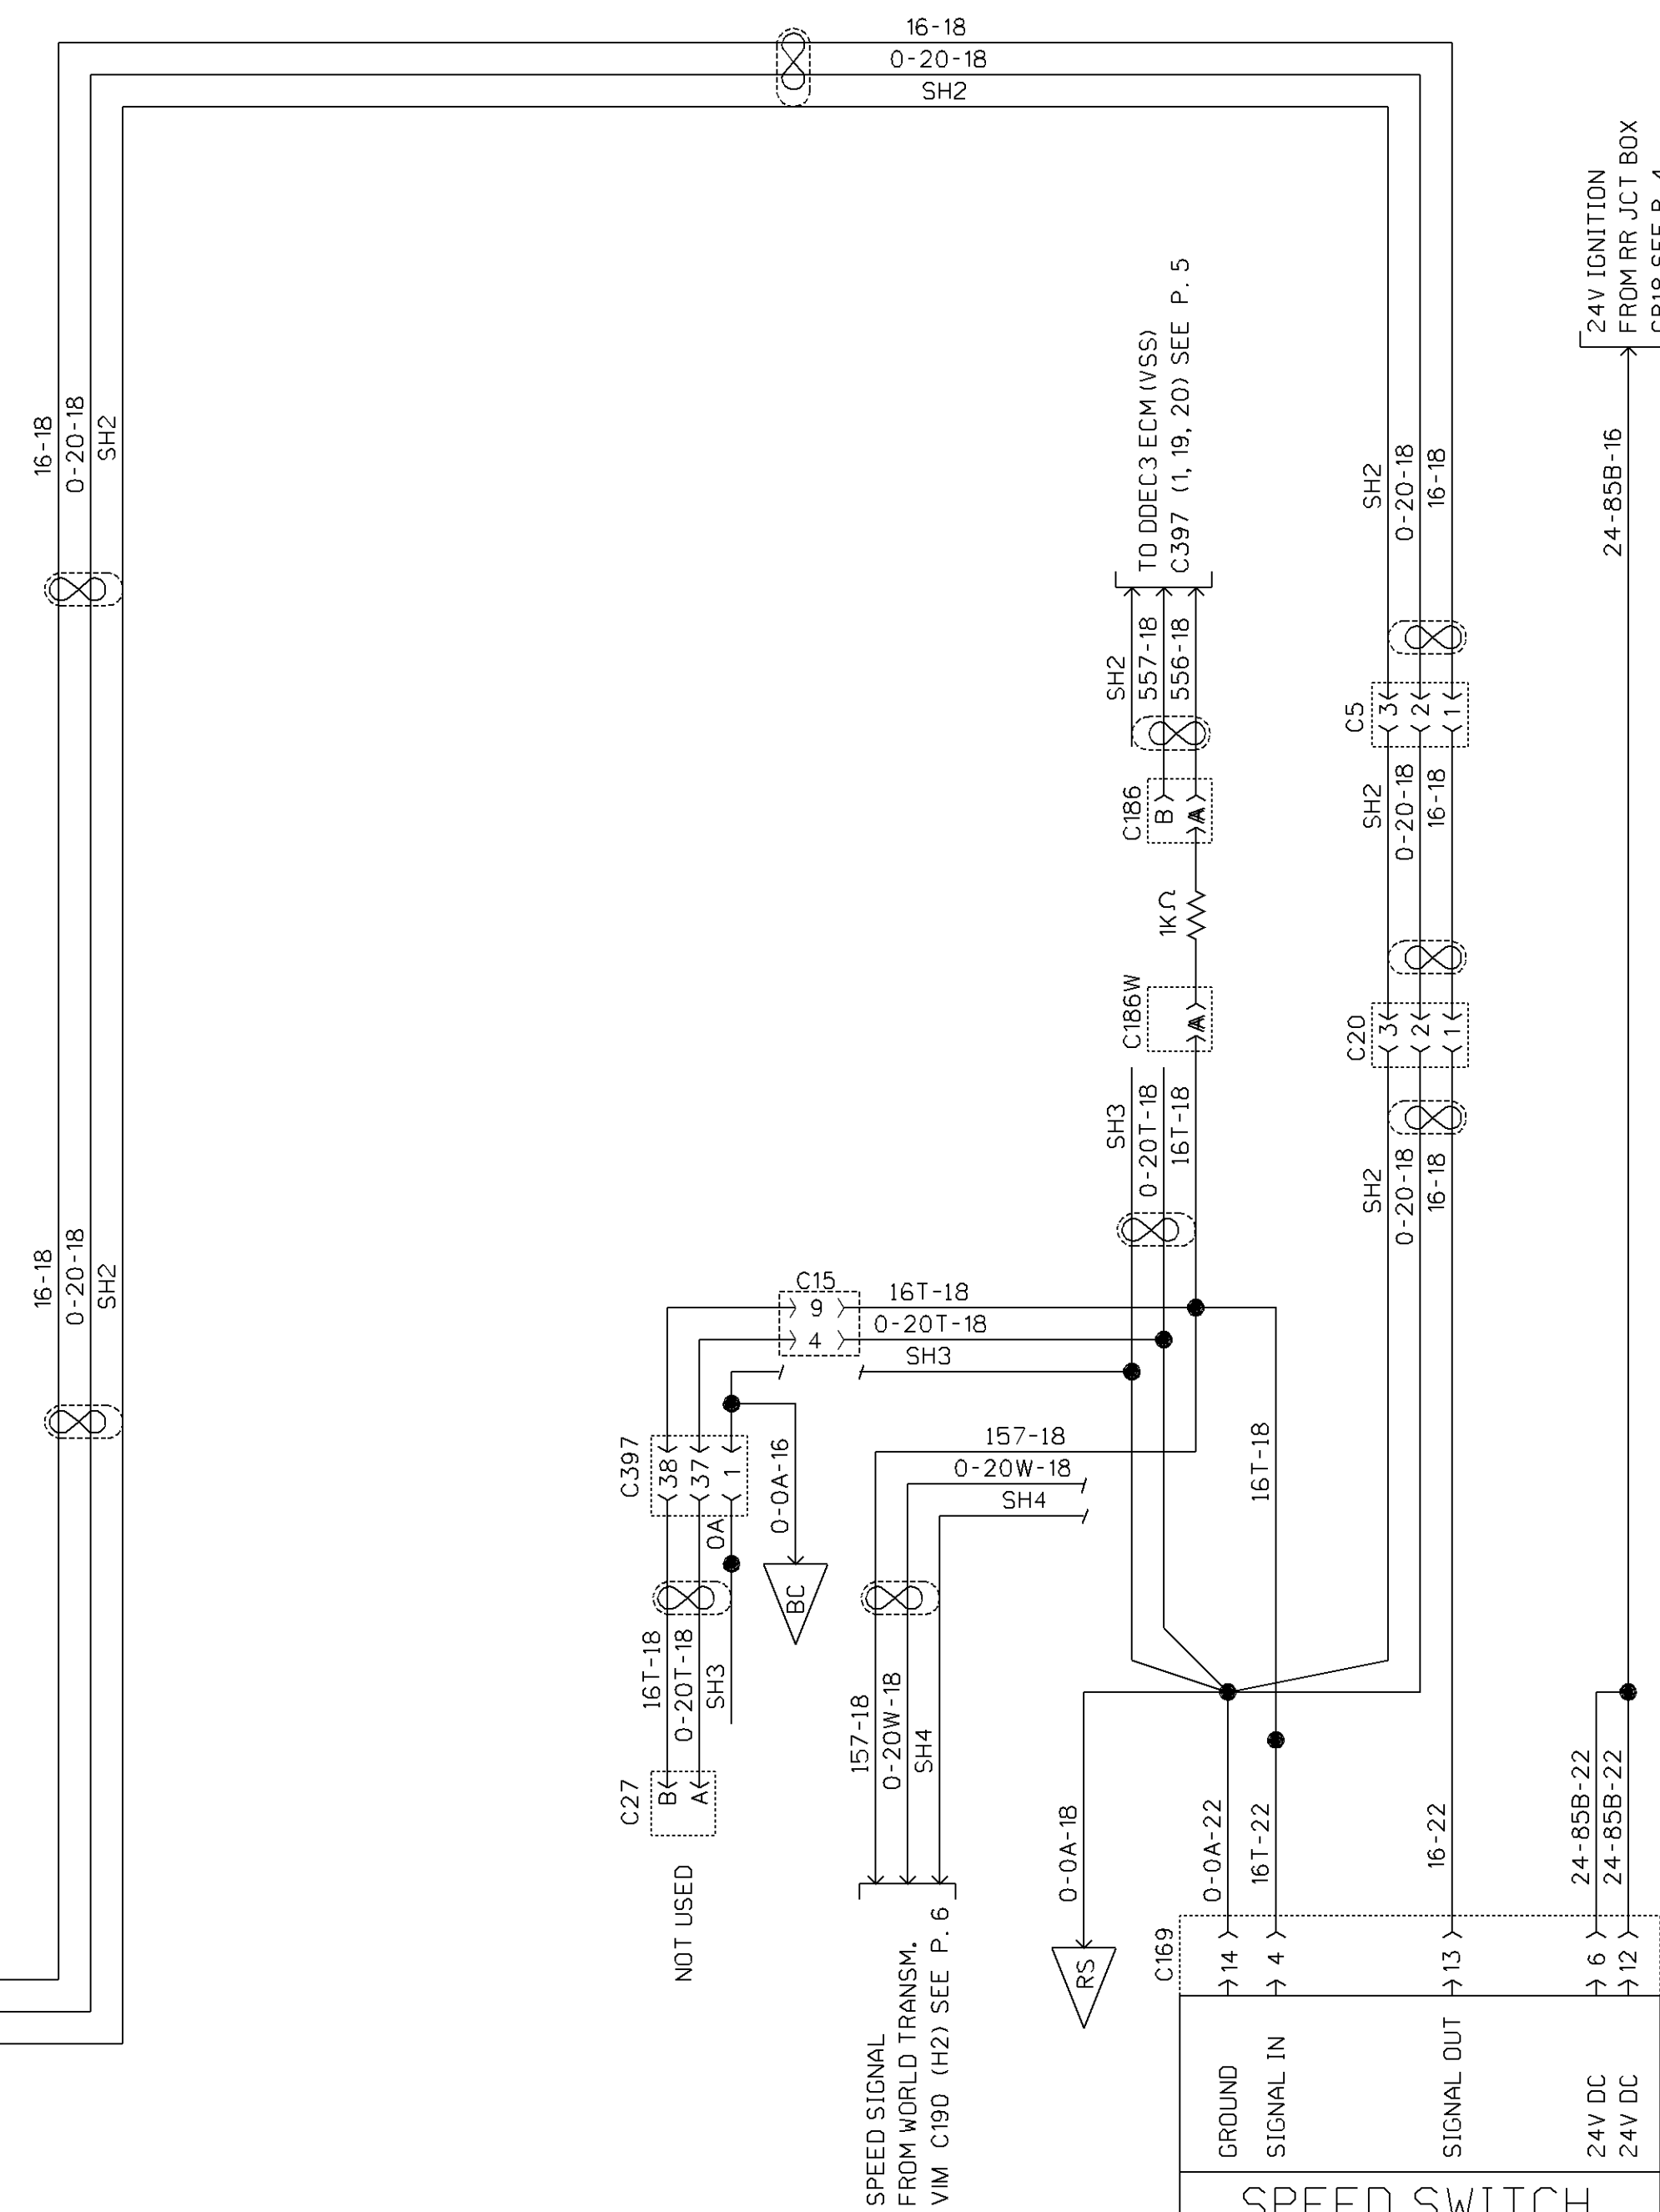 16-18
0-20-18
SH2
16-18
0-20-18
SH2
16-18
0-20-18
SH2
24V IGNITION
FROM RR JCT BOX
TO DDEC3 ECM (VSS)
C397 (1, 19, 20) SEE P. 5
SH2
557-18
556-18
C186
B
A
1KΩ
C186W
A
SH3
0-20T-18
16T-18
SH2
0-20-18
16-18
C5
3
2
1
SH2
0-20-18
16-18
C20
3
2
1
SH2
0-20-18
16-18
24-85B-16
C15
9
4
16T-18
0-20T-18
SH3
C397
38
37
1
0A
0-0A-16
BC
16T-18
0-20T-18
SH3
C27
B
A
NOT USED
157-18
0-20W-18
SH4
157-18
0-20W-18
SH4
SPEED SIGNAL
FROM WORLD TRANSM.
VIM C190 (H2) SEE P. 6
16T-18
0-0A-18
RS
0-0A-22
16T-22
16-22
24-85B-22
24-85B-22
C169
14
4
13
6
12
GROUND
SIGNAL IN
SIGNAL OUT
24V DC
24V DC
SPEED SWITCH